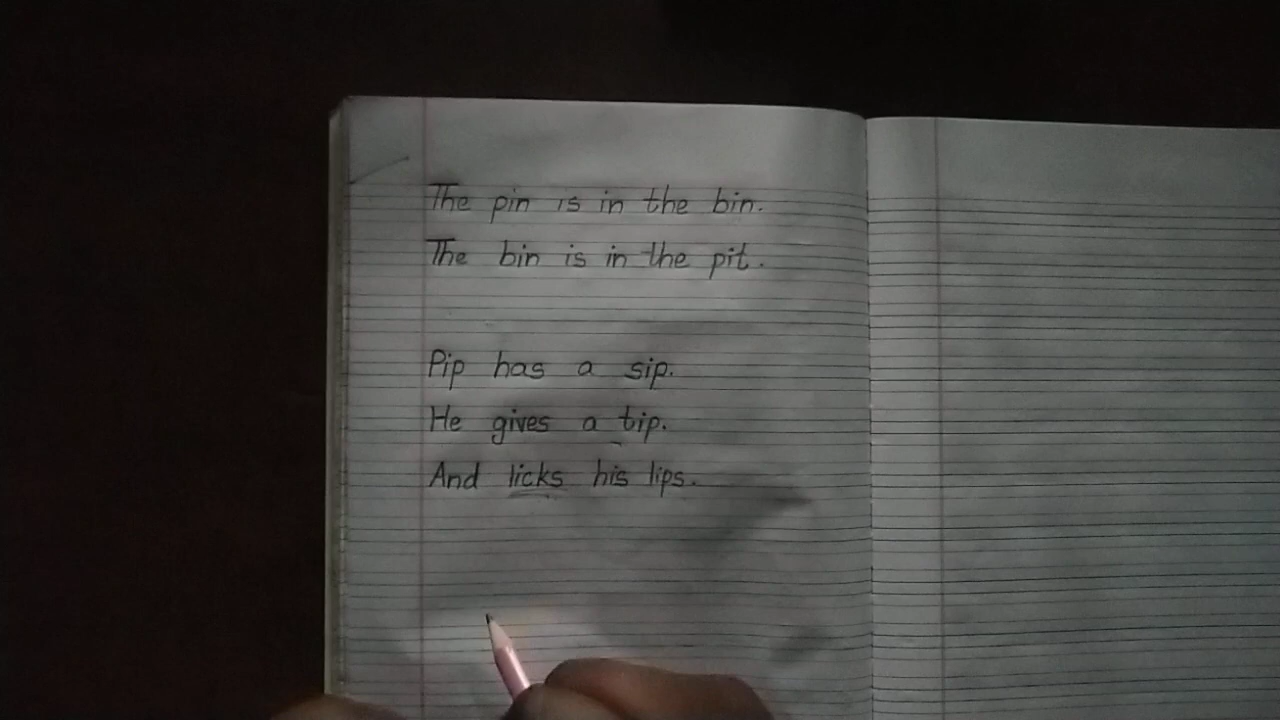 The pin is in the bin.
The bin is in the pit.
Pip has a sip.
He gives a tip.
And licks his lips.